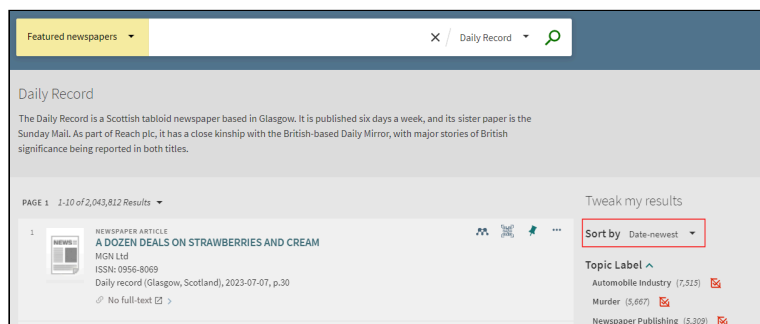 Featured newspapers
Daily Record
Daily Record
The Daily Record is a Scottish tabloid newspaper based in Glasgow. It is published six days a week, and its sister paper is the
Sunday Mail. As part of Reach plc, it has a close kinship with the British-based Daily Mirror, with major stories of British
significance being reported in both titles.
PAGE 1 1-10 of 2,043,812 Results
Tweak my results
1
NEWS
NEWSPAPER ARTICLE
A DOZEN DEALS ON STRAWBERRIES AND CREAM
MGN Ltd
ISSN: 0956-8069
Daily record (Glasgow, Scotland), 2023-07-07, p.30
No full-text
Sort by Date-newest
Topic Label
Automobile Industry (7,515)
Murder (5,667)
Newspaper Publishing (5,309)